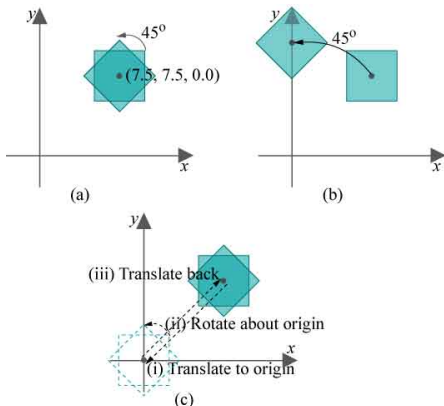 y
45°
(7.5, 7.5, 0.0)
x
(a)
y
45°
x
(b)
y
(iii) Translate back
(ii) Rotate about origin
x
(i) Translate to origin
(c)